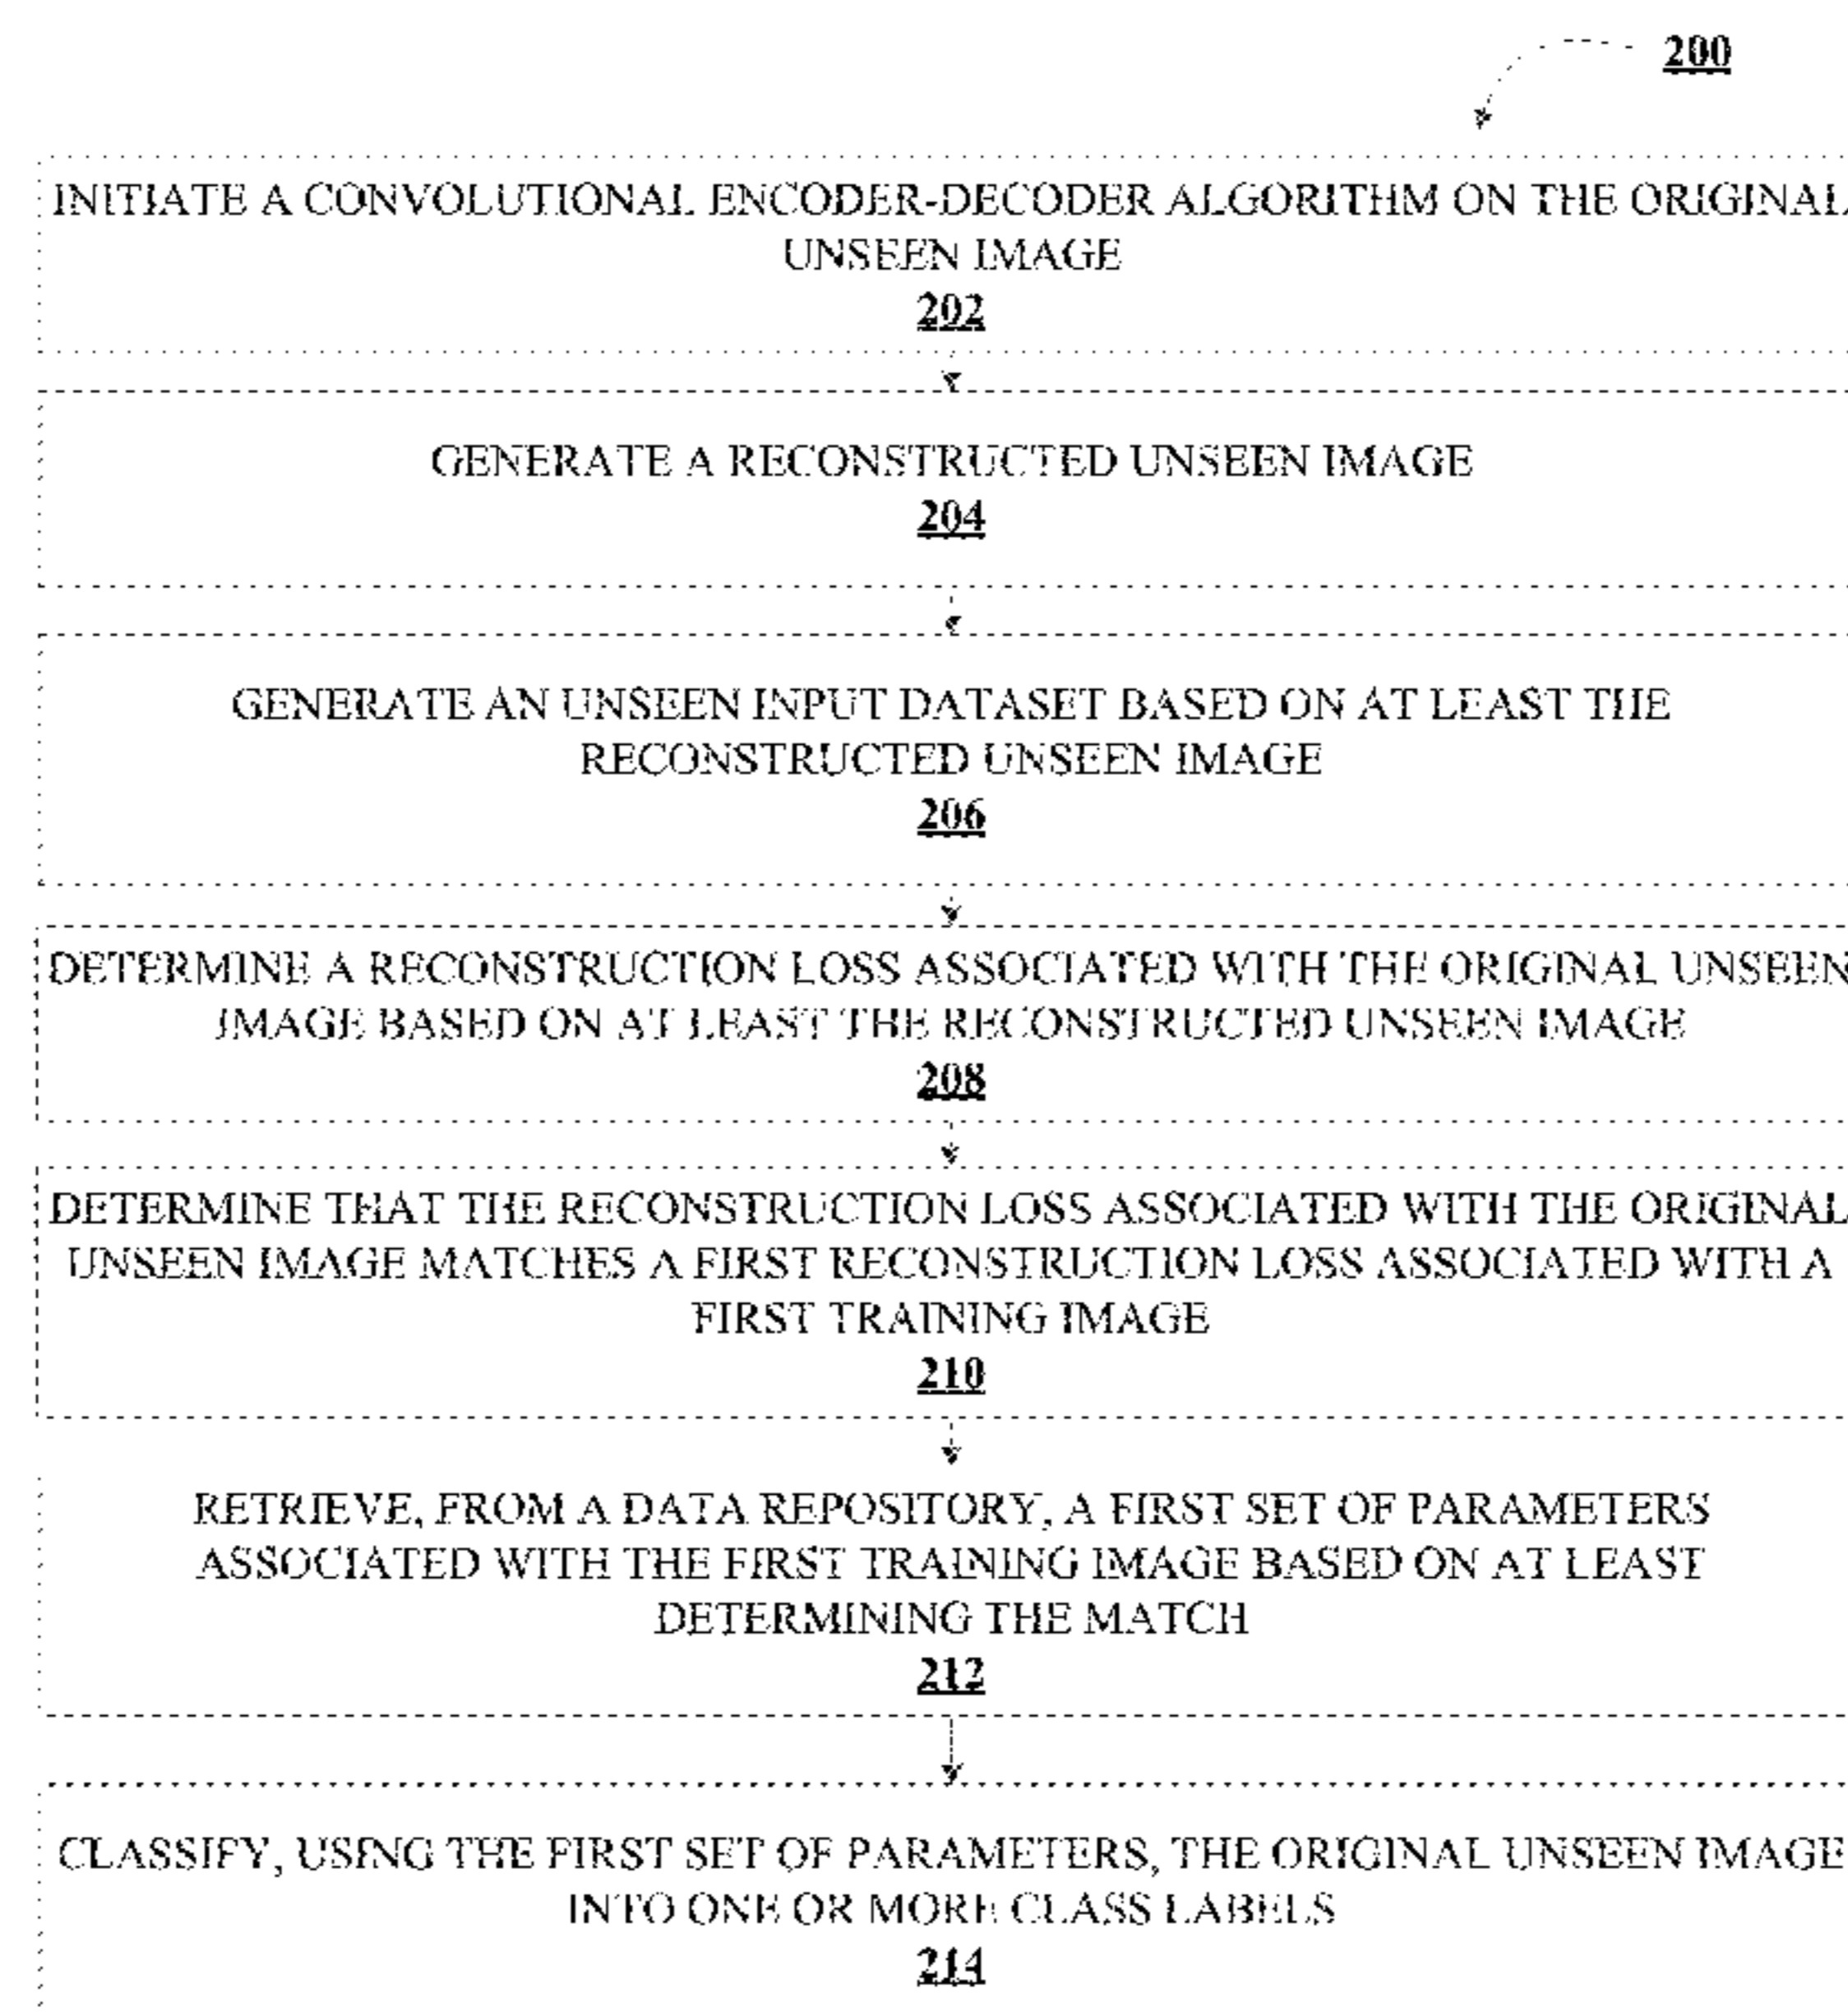 200
INITIATE A CONVOLUTIONAL ENCODER-DECODER ALGORITHM ON THE ORIGINAL
UNSEEN IMAGE
202
GENERATE A RECONSTRUCTED UNSEEN IMAGE
204
GENERATE AN UNSEEN INPUT DATASET BASED ON AT LEAST THE
RECONSTRUCTED UNSEEN IMAGE
206
DETERMINE A RECONSTRUCTION LOSS ASSOCIATED WITH THE ORIGINAL UNSEEN
IMAGE BASED ON AT LEAST THE RECONSTRUCTED UNSEEN IMAGE
208
DETERMINE THAT THE RECONSTRUCTION LOSS ASSOCIATED WITH THE ORIGINAL
UNSEEN IMAGE MATCHES A FIRST RECONSTRUCTION LOSS ASSOCIATED WITH A
FIRST TRAINING IMAGE
210
RETRIEVE, FROM A DATA REPOSITORY, A FIRST SET OF PARAMETERS
ASSOCIATED WITH THE FIRST TRAINING IMAGE BASED ON AT LEAST
DETERMINING THE MATCH
212
CLASSIFY, USING THE FIRST SET OF PARAMETERS, THE ORIGINAL UNSEEN IMAGE
INTO ONE OR MORE CLASS LABELS
214